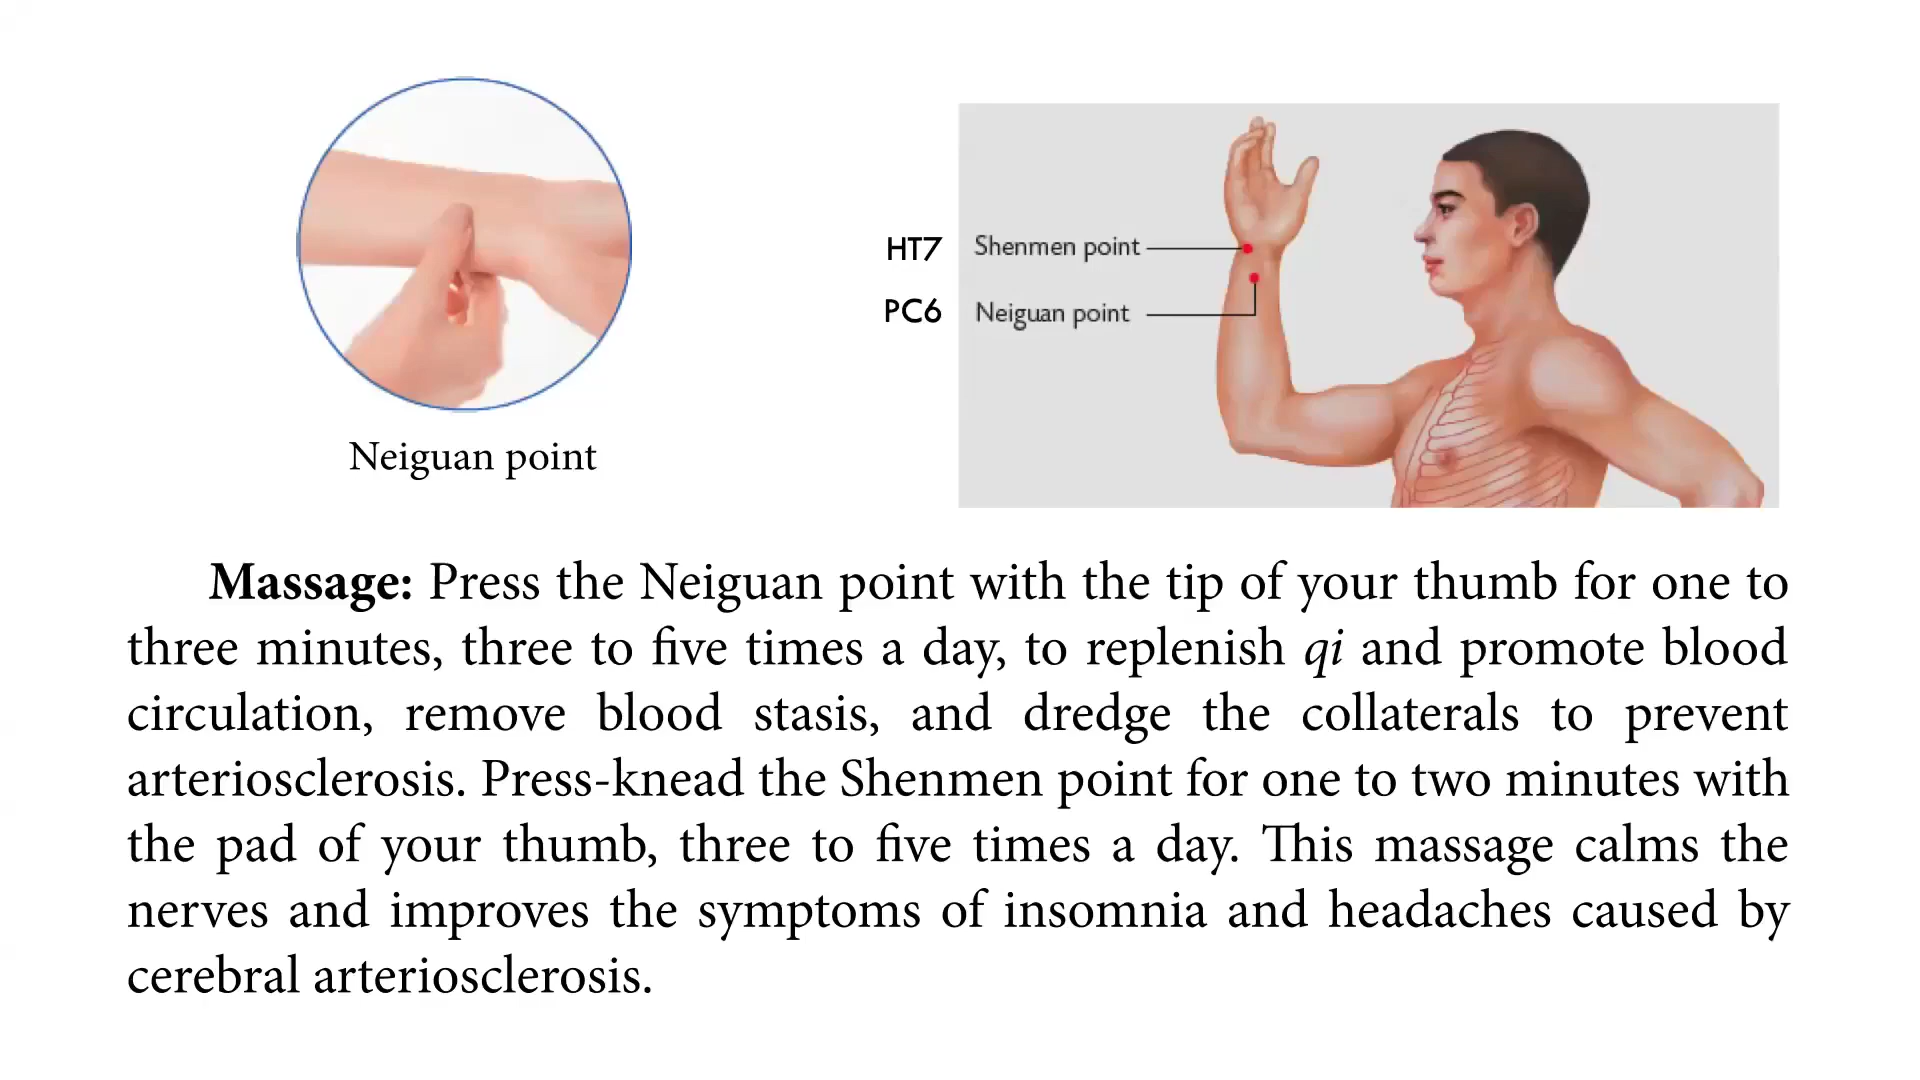 HT7 Shenmen point
PC6 Neiguan point
Neiguan point
Massage: Press the Neiguan point with the tip of your thumb for one to
three minutes, three to five times a day, to replenish qi and promote blood
circulation, remove blood stasis, and dredge the collaterals to prevent
arteriosclerosis. Press-knead the Shenmen point for one to two minutes with
the pad of your thumb, three to five times a day. This massage calms the
nerves and improves the symptoms of insomnia and headaches caused by
cerebral arteriosclerosis.